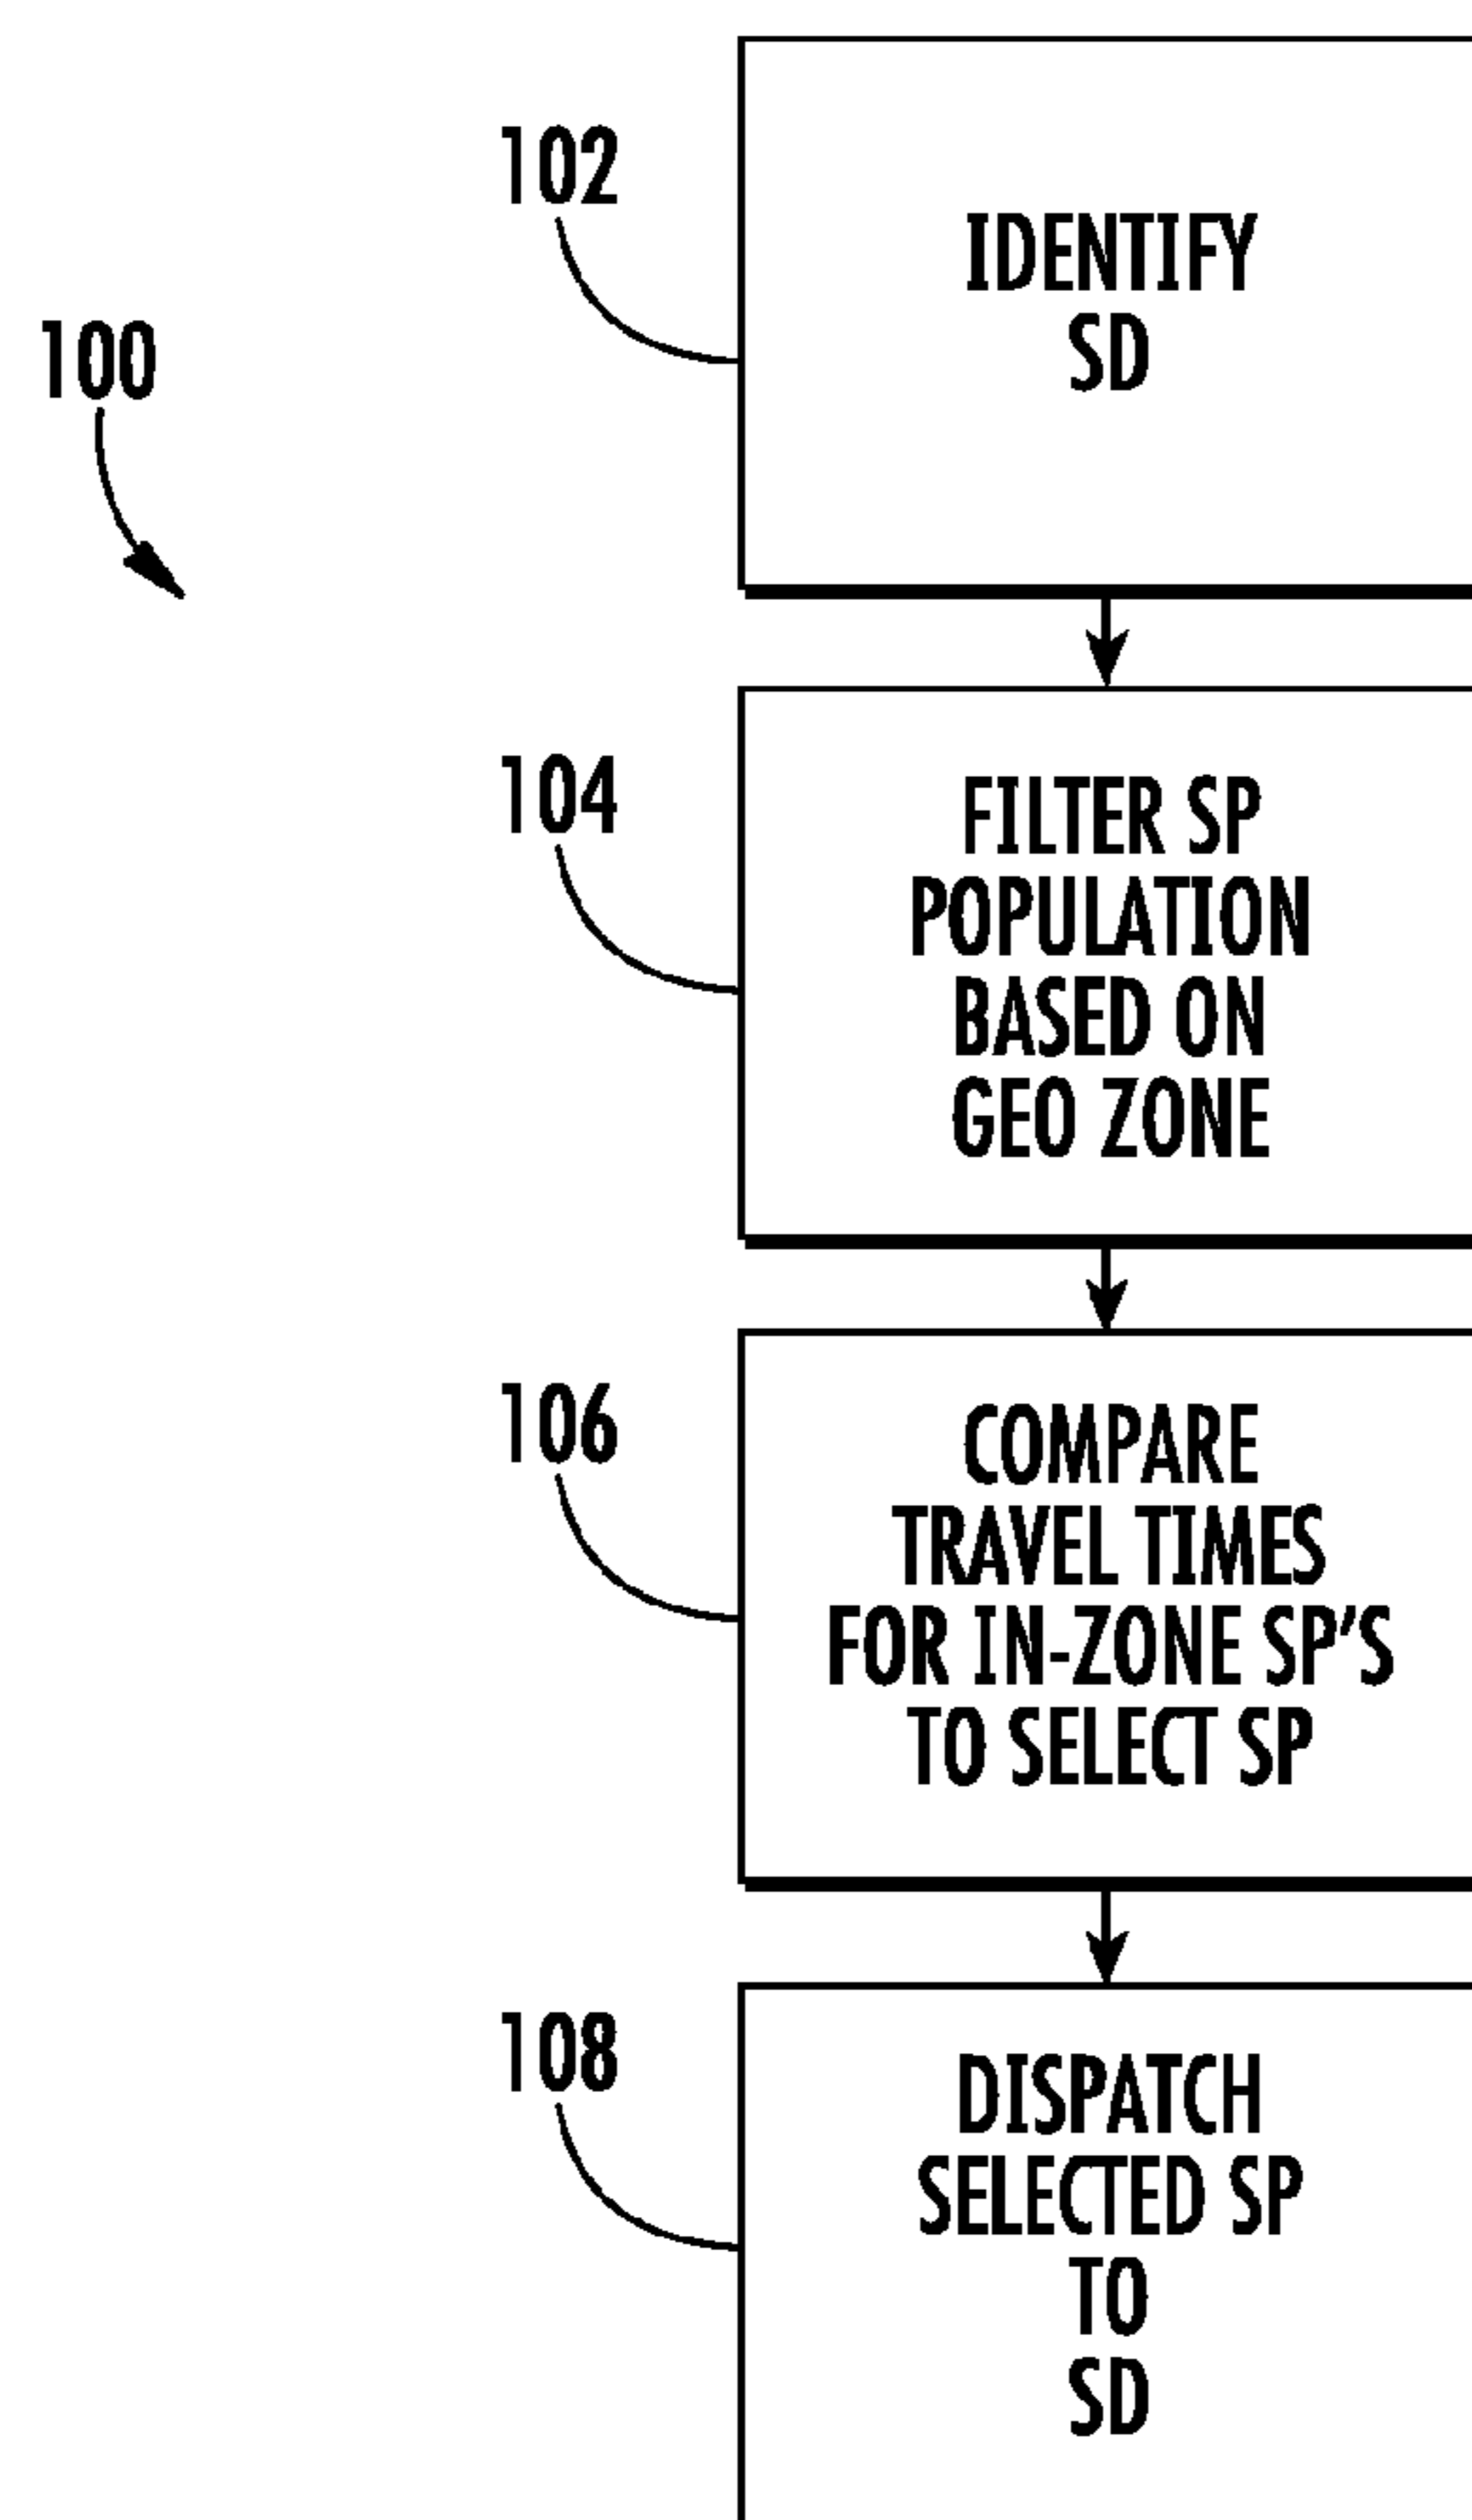 102
IDENTIFY
SD
100
104
FILTER SP
POPULATION
BASED ON
GEO ZONE
106
COMPARE
TRAVEL TIMES
FOR IN-ZONE SP'S
TO SELECT SP
108
DISPATCH
SELECTED SP
TO
SD